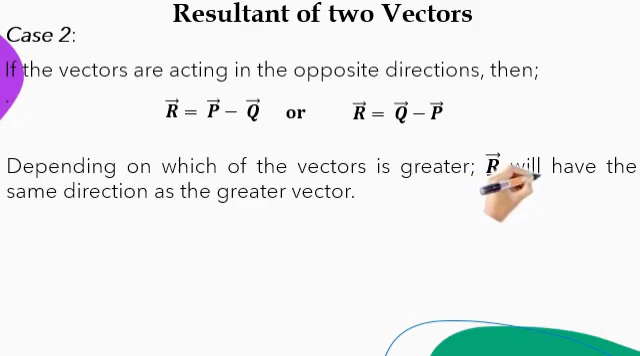 Resultant of two Vectors
Case 2:
If the vectors are acting in the opposite directions, then;
R⃗ = P⃗ − Q⃗ or R⃗ = Q⃗ − P⃗
Depending on which of the vectors is greater; R⃗ will have the
same direction as the greater vector.